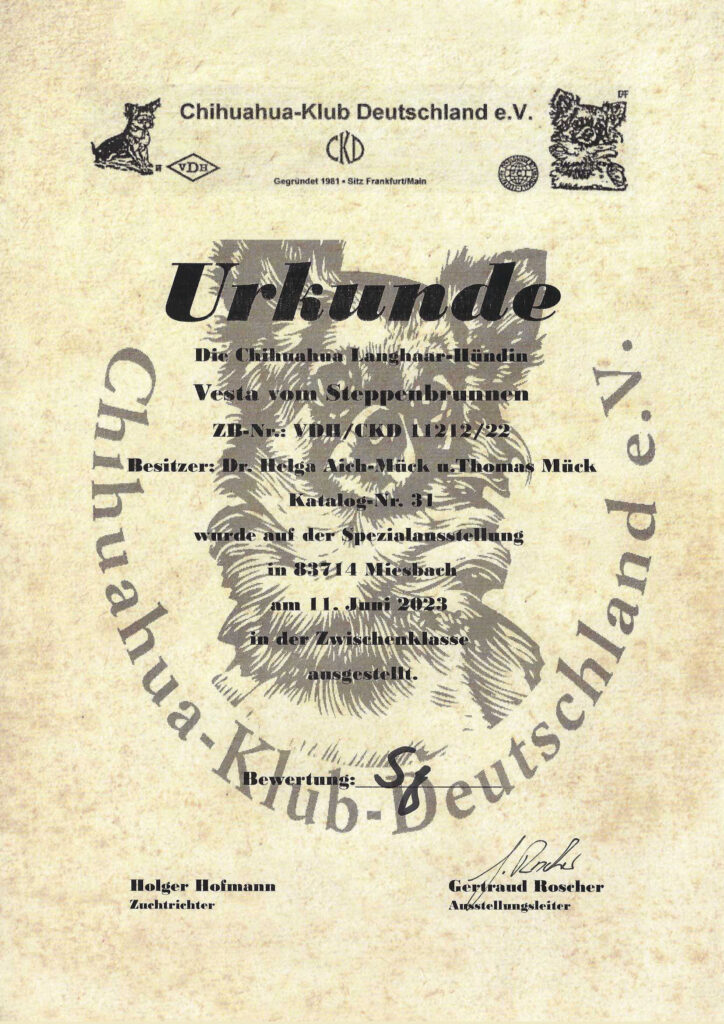 Chihuahua-Klub Deutschland e.V.
CKD
VDH
FCI
Gegründet 1981 • Sitz Frankfurt/Main
Urkunde
Die Chihuahua Langhaar-Hündin
Vesta vom Steppenbrunnen
ZB-Nr.: VDH/CKD 11212/22
Besitzer: Dr. Helga Aich-Mück u.Thomas Mück
Katalog-Nr. 31
wurde auf der Spezialausstellung
in 83714 Miesbach
am 11. Juni 2023
in der Zwischenklasse
ausgestellt.
Chihuahua-Klub-Deutschland e.V.
Bewertung: Sg
G. Roscher
Holger Hofmann
Zuchtrichter
Gertraud Roscher
Ausstellungsleiter